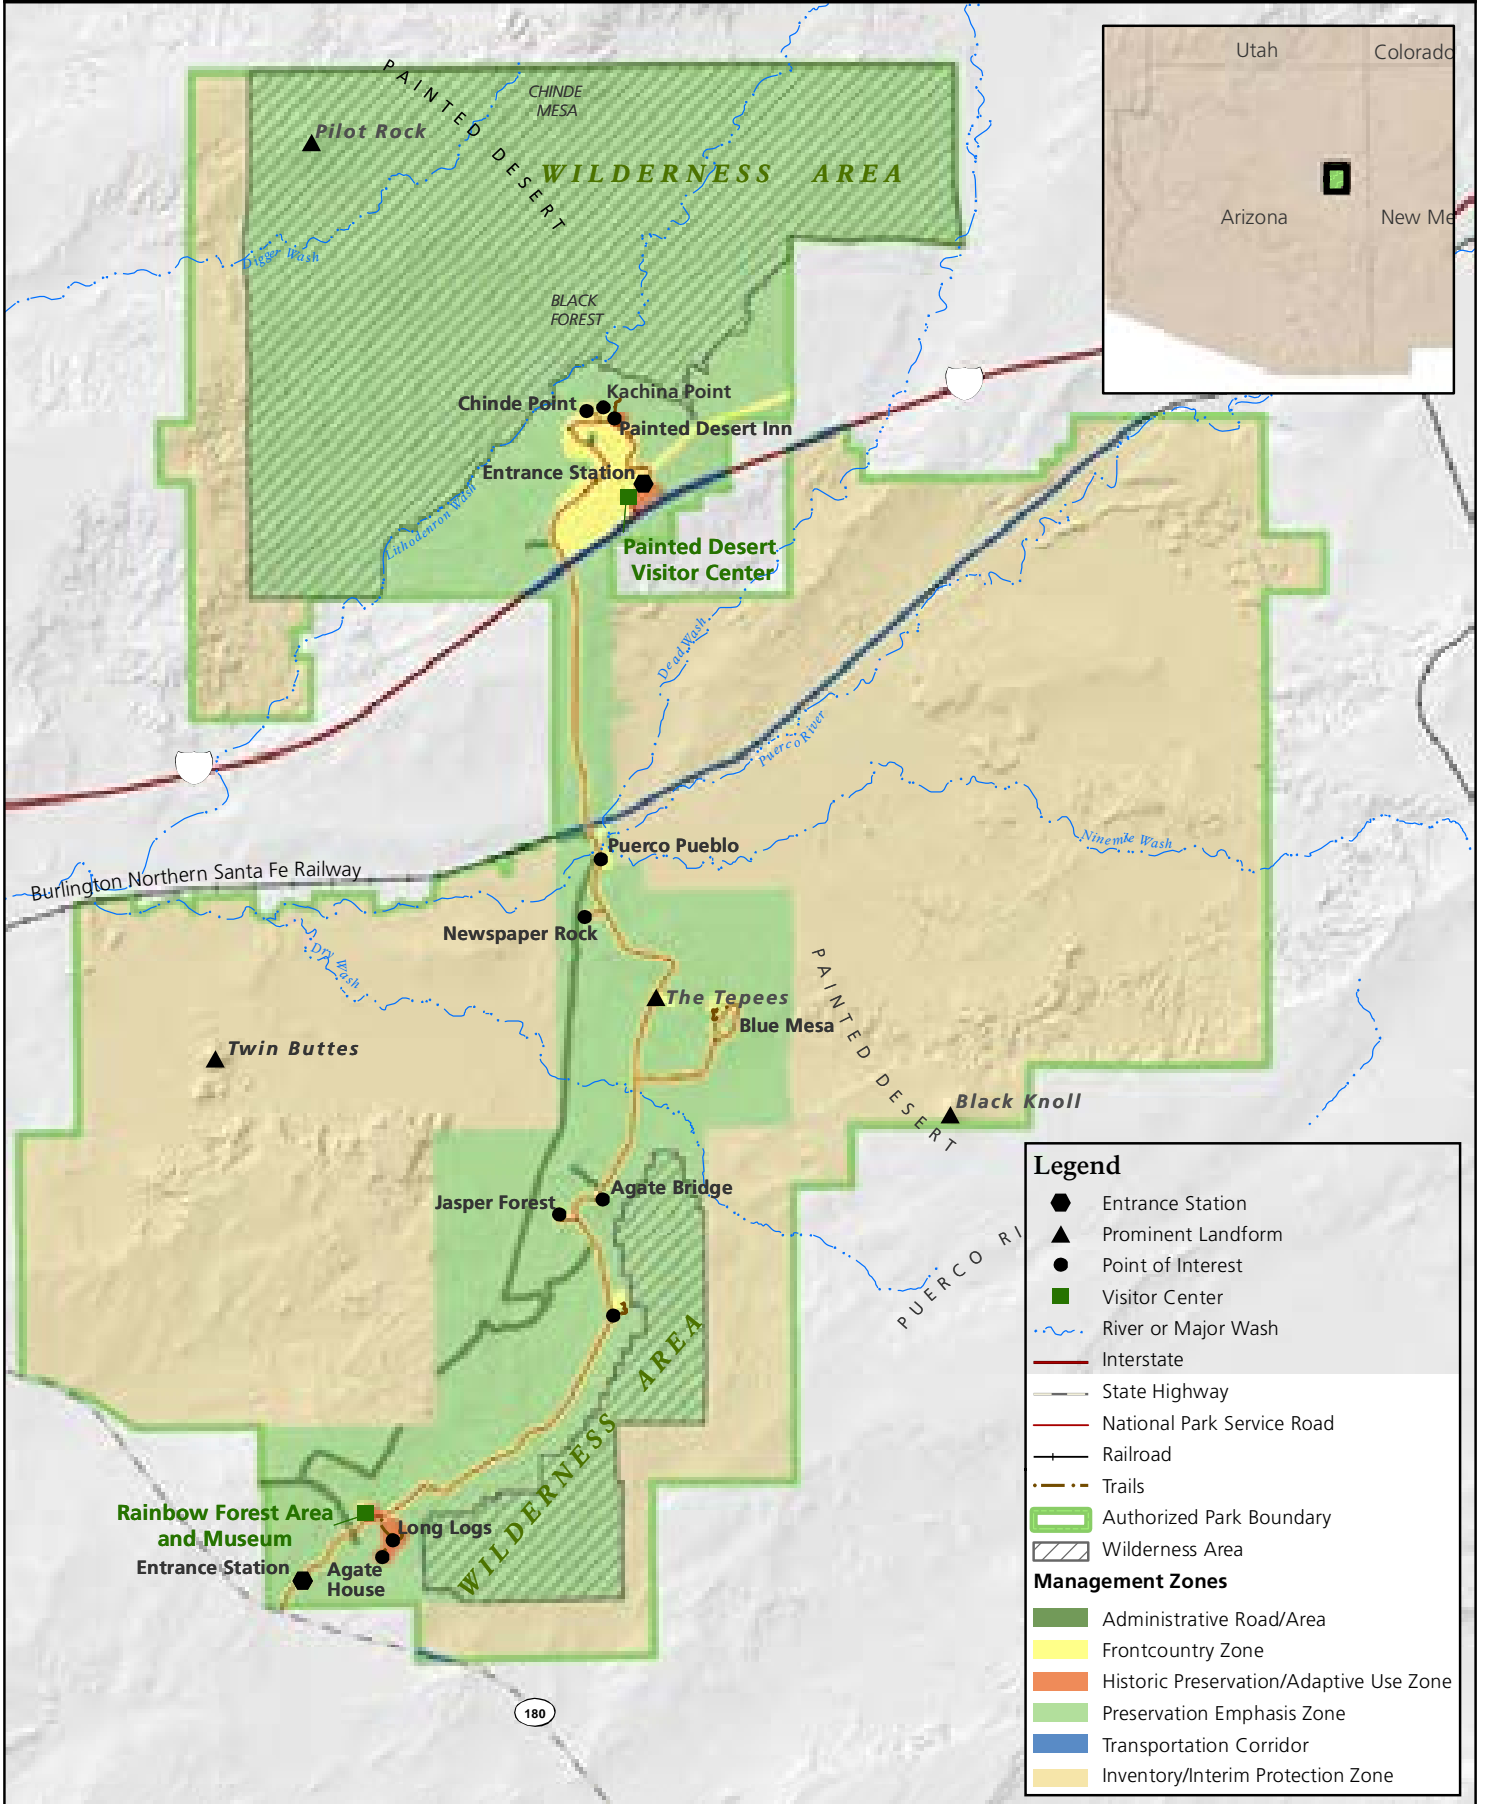 Utah
Colorado
Arizona
New Me
PAINTED DESERT
CHINDE
MESA
Pilot Rock
WILDERNESS AREA
Digger Wash
BLACK
FOREST
Kachina Point
Chinde Point
Painted Desert Inn
Entrance Station
Lithodenron Wash
Painted Desert
Visitor Center
Dead Wash
Puerco River
Puerco Pueblo
Ninemile Wash
Burlington Northern Santa Fe Railway
Newspaper Rock
Dry Wash
PAINTED DESERT
The Tepees
Blue Mesa
Twin Buttes
Black Knoll
Agate Bridge
Jasper Forest
PUERCO RI
WILDERNESS AREA
Rainbow Forest Area
and Museum
Long Logs
Entrance Station
Agate
House
180
Legend
Entrance Station
Prominent Landform
Point of Interest
Visitor Center
River or Major Wash
Interstate
State Highway
National Park Service Road
Railroad
Trails
Authorized Park Boundary
Wilderness Area
Management Zones
Administrative Road/Area
Frontcountry Zone
Historic Preservation/Adaptive Use Zone
Preservation Emphasis Zone
Transportation Corridor
Inventory/Interim Protection Zone